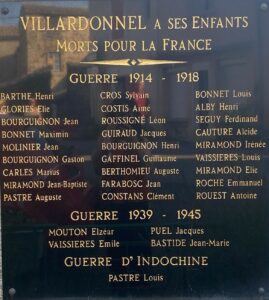 VILLARDONNEL A SES ENFANTS
MORTS POUR LA FRANCE
GUERRE 1914 - 1918
BARTHE Henri CROS Sylvain BONNET Louis
GLORIES Elie COSTIS Aimé ALBY Henri
BOURGUIGNON Jean ROUSSIGNÉ Léon SEGUY Ferdinand
BONNET Maximin GUIRAUD Jacques CAUTURE Alcide
MOLINIER Jean BOURGUIGNON Henri MIRAMOND Irénée
BOURGUIGNON Gaston GAFFINEL Guillaume VAISSIERES Louis
CARLES Marius BERTHOMIEU Auguste MIRAMOND Elie
MIRAMOND Jean-Baptiste FARABOSC Jean ROCHE Emmanuel
PASTRE Auguste CONSTANS Clément ROUEST Antoine
GUERRE 1939 - 1945
MOUTON Elzéar PUEL Jacques
VAISSIERES Emile BASTIDE Jean-Marie
GUERRE D'INDOCHINE
PASTRE Louis